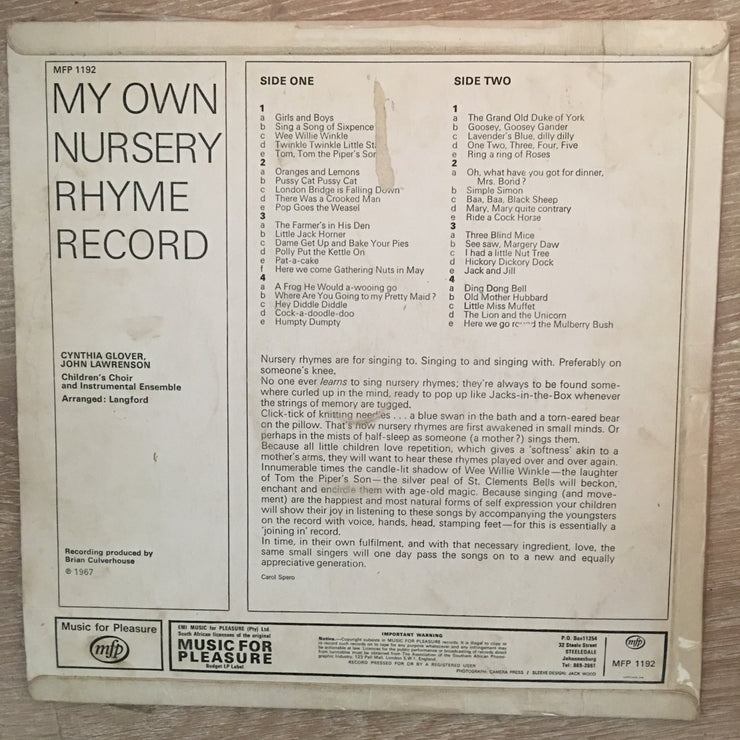 MFP 1192
MY OWN
NURSERY
RHYME
RECORD
CYNTHIA GLOVER,
JOHN LAWRENSON
Children's Choir
and Instrumental Ensemble
Arranged: Langford
Recording produced by
Brian Culverhouse
℗ 1967
SIDE ONE
1
a Girls and Boys
b Sing a Song of Sixpence
c Wee Willie Winkle
d Twinkle Twinkle Little St
e Tom, Tom the Piper's Son
2
a Oranges and Lemons
b Pussy Cat Pussy Cat
c London Bridge is Falling Down
d There Was a Crooked Man
e Pop Goes the Weasel
3
a The Farmer's in His Den
b Little Jack Horner
c Dame Get Up and Bake Your Pies
d Polly Put the Kettle On
e Pat-a-cake
f Here we come Gathering Nuts in May
4
a A Frog He Would a-wooing go
b Where Are You Going to my Pretty Maid ?
c Hey Diddle Diddle
d Cock-a-doodle-doo
e Humpty Dumpty
SIDE TWO
1
a The Grand Old Duke of York
b Goosey, Goosey Gander
c Lavender's Blue, dilly dilly
d One, Two, Three, Four, Five
e Ring a ring of Roses
2
a Oh, what have you got for dinner,
Mrs. Bond ?
b Simple Simon
c Baa, Baa, Black Sheep
d Mary, Mary quite contrary
e Ride a Cock Horse
3
a Three Blind Mice
b See saw, Margery Daw
c I had a little Nut Tree
d Hickory Dickory Dock
e Jack and Jill
4
a Ding Dong Bell
b Old Mother Hubbard
c Little Miss Muffet
d The Lion and the Unicorn
e Here we go round the Mulberry Bush
Nursery rhymes are for singing to. Singing to and singing with. Preferably on
someone's knee.
No one ever learns to sing nursery rhymes; they're always to be found some-
where curled up in the mind, ready to pop up like Jacks-in-the-Box whenever
the strings of memory are tugged.
Click-tick of knitting needles . . . a blue swan in the bath and a torn-eared bear
on the pillow. That's how nursery rhymes are first awakened in small minds. Or
perhaps in the mists of half-sleep as someone (a mother?) sings them.
Because all little children love repetition, which gives a 'softness' akin to a
mother's arms, they will want to hear these rhymes played over and over again.
Innumerable times the candle-lit shadow of Wee Willie Winkle—the laughter
of Tom the Piper's Son—the silver peal of St. Clements Bells will beckon,
enchant and encircle them with age-old magic. Because singing (and move-
ment) are the happiest and most natural forms of self expression your children
will show their joy in listening to these songs by accompanying the youngsters
on the record with voice, hands, head, stamping feet—for this is essentially a
'joining in' record.
In time, in their own fulfilment, and with that necessary ingredient, love, the
same small singers will one day pass the songs on to a new and equally
appreciative generation.
Carol Spero
Music for Pleasure
mfp
EMI MUSIC for PLEASURE (Pty) Ltd.
South African licensees of the original
MUSIC FOR
PLEASURE
Budget LP Label
IMPORTANT WARNING
Notice.—Copyright subsists in MUSIC FOR PLEASURE records. It is illegal to copy or
RECORD PRESSED FOR OR BY A REGISTERED USER
PHOTOGRAPH: CAMERA PRESS / SLEEVE DESIGN: JACK WOOD
P.O. Box11254
32 Steele Street
STEELEDALE
Johannesburg
mfp
MFP 1192